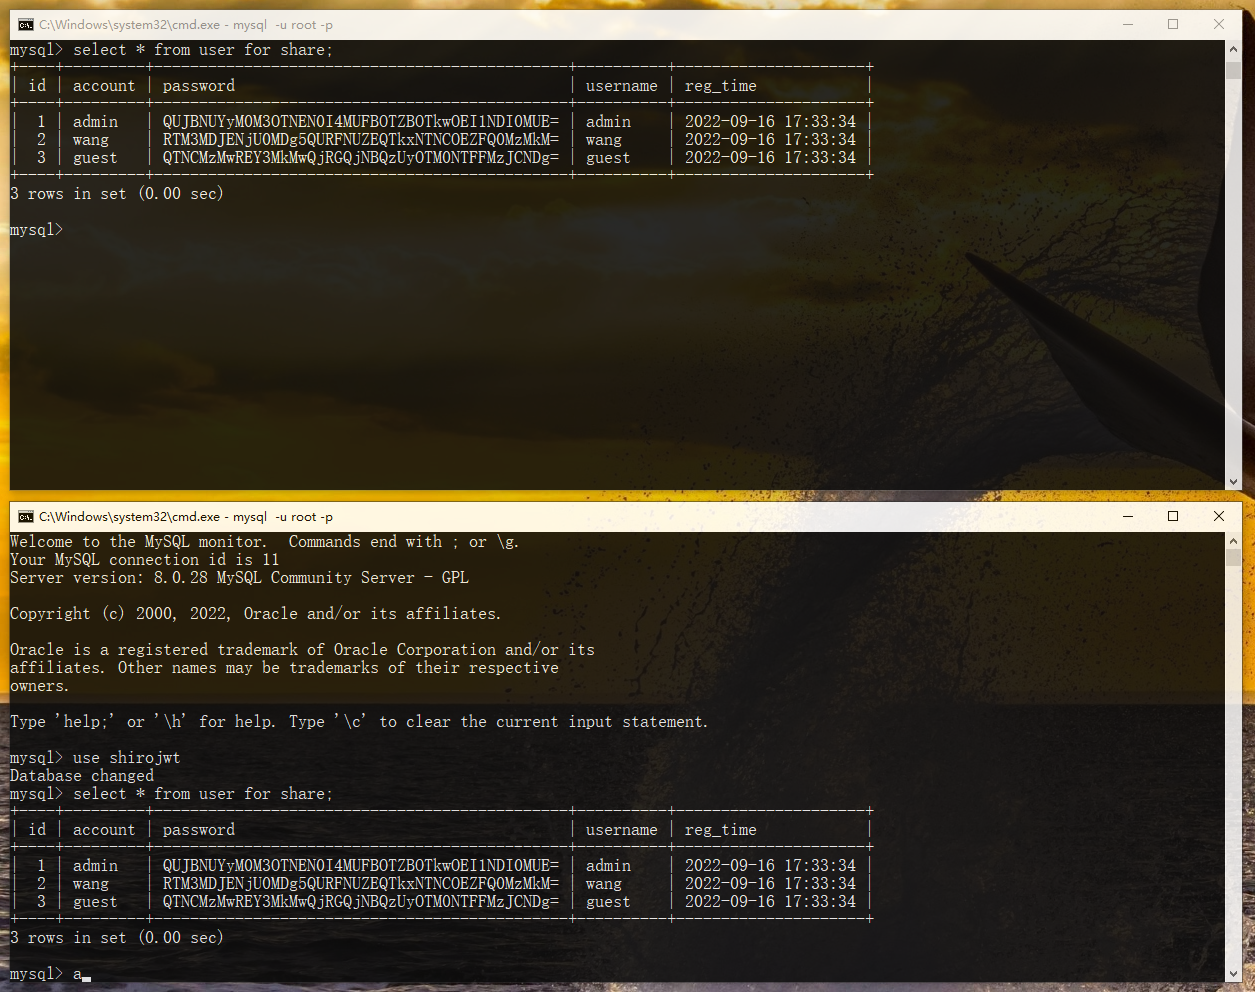 C:\Windows\system32\cmd.exe - mysql  -u root -p
mysql> select * from user for share;
+----+---------+----------------------------------------------+----------+---------------------+
| id | account | password                                     | username | reg_time            |
+----+---------+----------------------------------------------+----------+---------------------+
|  1 | admin   | QUJBNUYyM0M3OTNEN0I4MUFBOTZBOTkwOEI1NDI0MUE= | admin    | 2022-09-16 17:33:34 |
|  2 | wang    | RTM3MDJENjU0MDg5QURFNUZEQTkxNTNCOEZFQ0MzMkM= | wang     | 2022-09-16 17:33:34 |
|  3 | guest   | QTNCMzMwREY3MkMwQjRGQjNBQzUyOTM0NTFFMzJCNDg= | guest    | 2022-09-16 17:33:34 |
+----+---------+----------------------------------------------+----------+---------------------+
3 rows in set (0.00 sec)
mysql>
C:\Windows\system32\cmd.exe - mysql  -u root -p
Welcome to the MySQL monitor.  Commands end with ; or \g.
Your MySQL connection id is 11
Server version: 8.0.28 MySQL Community Server - GPL
Copyright (c) 2000, 2022, Oracle and/or its affiliates.
Oracle is a registered trademark of Oracle Corporation and/or its
affiliates. Other names may be trademarks of their respective
owners.
Type 'help;' or '\h' for help. Type '\c' to clear the current input statement.
mysql> use shirojwt
Database changed
mysql> select * from user for share;
+----+---------+----------------------------------------------+----------+---------------------+
| id | account | password                                     | username | reg_time            |
+----+---------+----------------------------------------------+----------+---------------------+
|  1 | admin   | QUJBNUYyM0M3OTNEN0I4MUFBOTZBOTkwOEI1NDI0MUE= | admin    | 2022-09-16 17:33:34 |
|  2 | wang    | RTM3MDJENjU0MDg5QURFNUZEQTkxNTNCOEZFQ0MzMkM= | wang     | 2022-09-16 17:33:34 |
|  3 | guest   | QTNCMzMwREY3MkMwQjRGQjNBQzUyOTM0NTFFMzJCNDg= | guest    | 2022-09-16 17:33:34 |
+----+---------+----------------------------------------------+----------+---------------------+
3 rows in set (0.00 sec)
mysql> a